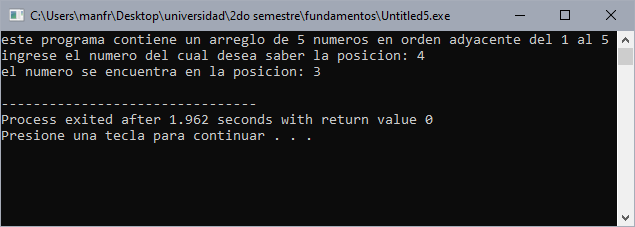 C:\Users\manfr\Desktop\universidad\2do semestre\fundamentos\Untitled5.exe
este programa contiene un arreglo de 5 numeros en orden adyacente del 1 al 5
ingrese el numero del cual desea saber la posicion: 4
el numero se encuentra en la posicion: 3
--------------------------------
Process exited after 1.962 seconds with return value 0
Presione una tecla para continuar . . .